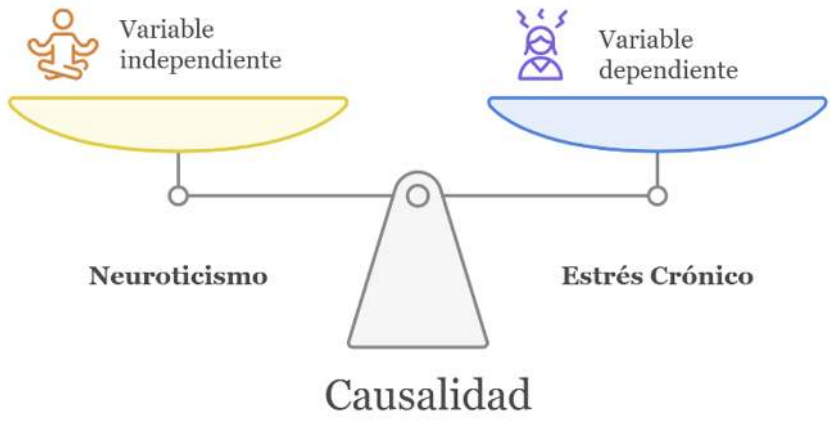 Variable
independiente
Variable
dependiente
Neuroticismo
Estrés Crónico
Causalidad